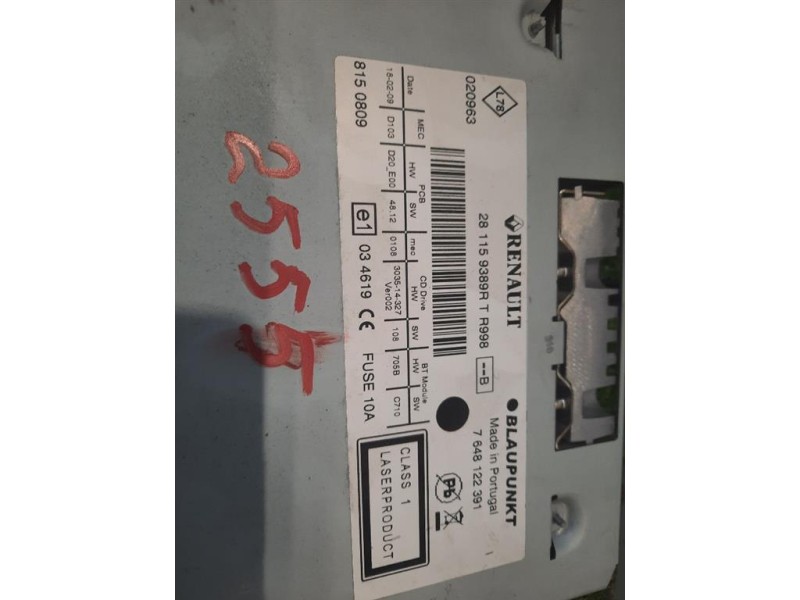 L78
020963
RENAULT
28 115 9389R T R998 --B
BLAUPUNKT
Made in Portugal
7 648 122 391
Pb
MEC PCB CD Drive BT Module
Date HW SW mec HW SW HW SW
18-02-09 D103 D20_E00 48.12 0108 3035-14-327 Ver002 108 705B C710
815 0809 e1 03 4619 CE FUSE 10A
CLASS 1
LASERPRODUCT
2555